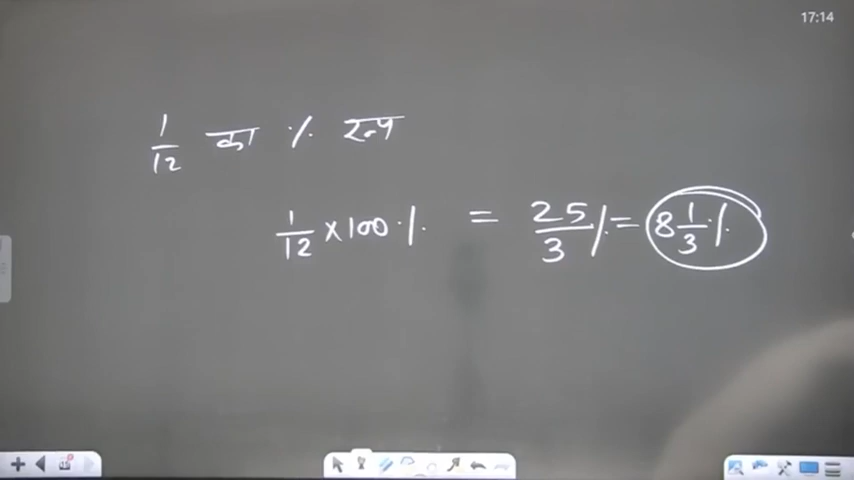 17:14
1/12 का % रूप
1/12 × 100 % = 25/3 % = 8 1/3 %